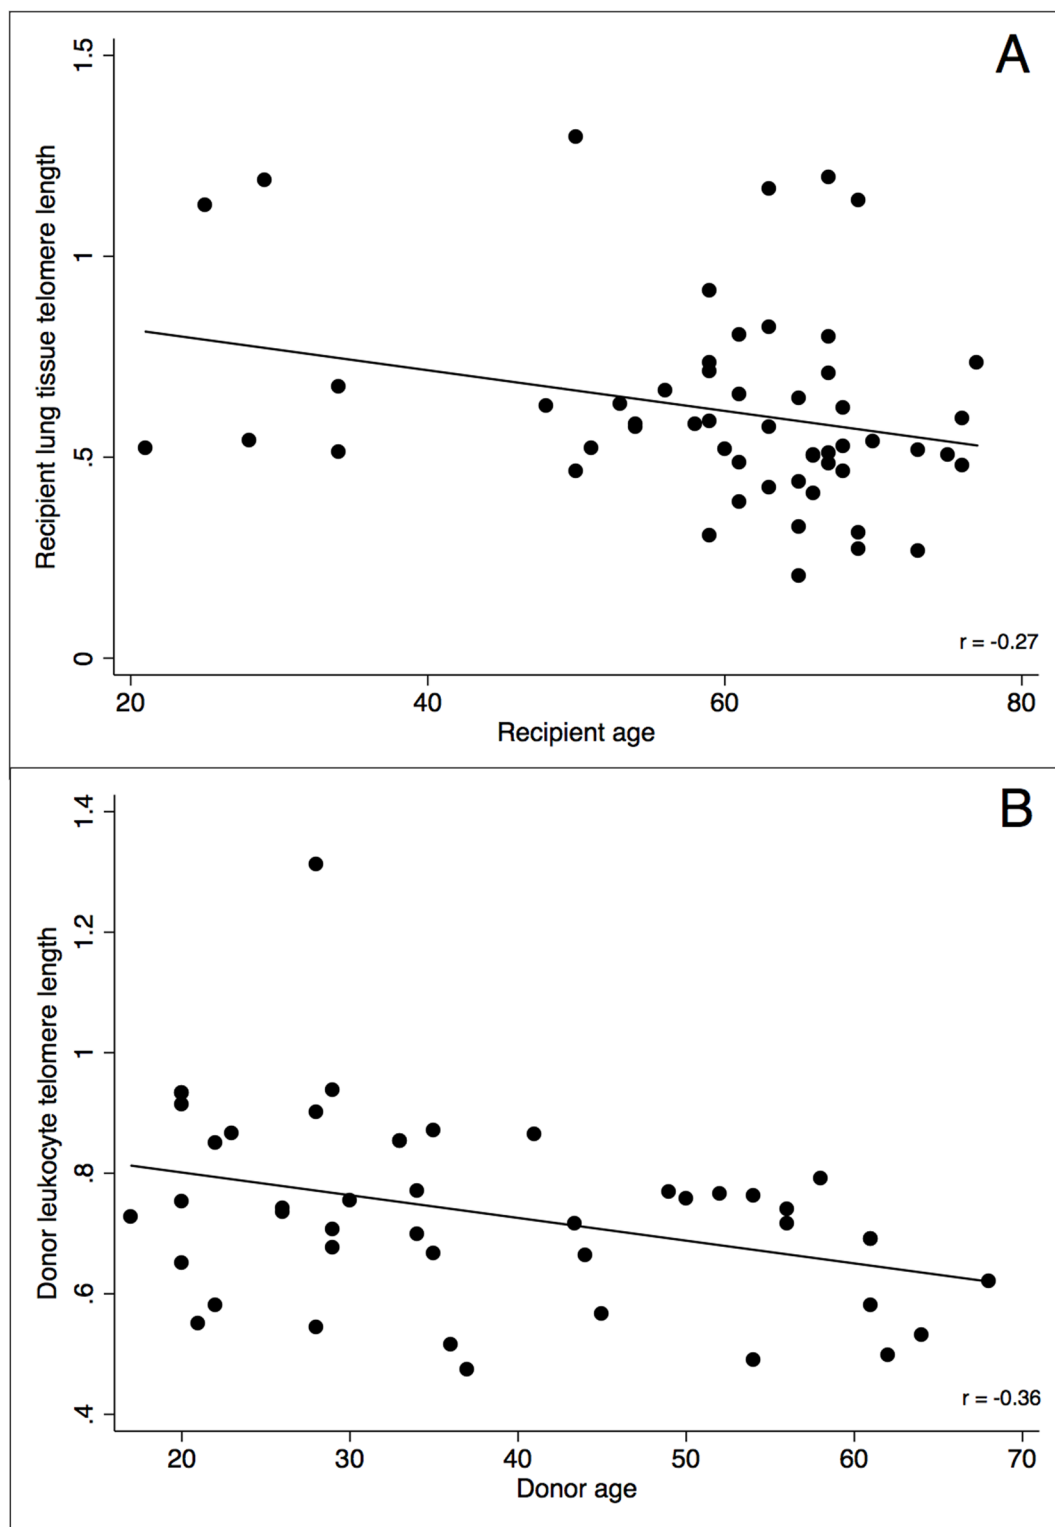 A
Recipient lung tissue telomere length
1.5
1
.5
0
r = -0.27
20 40 60 80
Recipient age
B
Donor leukocyte telomere length
1.4
1.2
1
.8
.6
.4
r = -0.36
20 30 40 50 60 70
Donor age